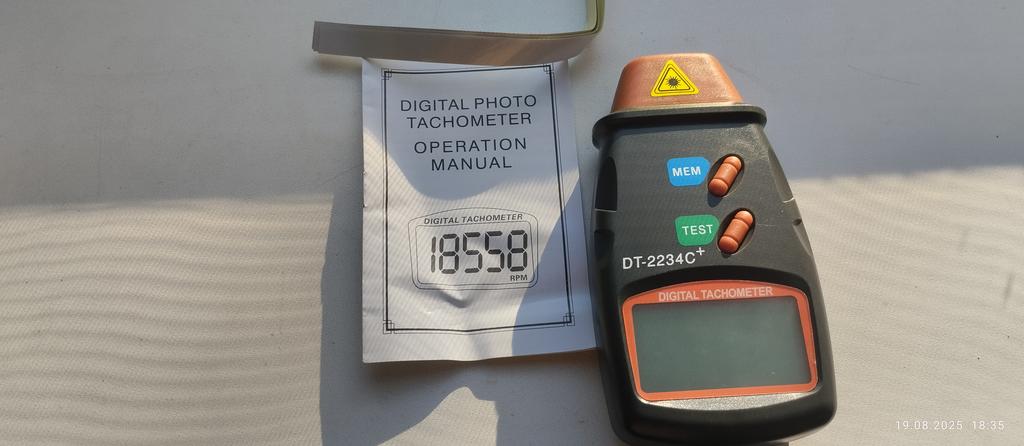 DIGITAL PHOTO
TACHOMETER
OPERATION
MANUAL
DIGITAL TACHOMETER
18558
RPM
MEM
TEST
DT-2234C+
DIGITAL TACHOMETER
19.08.2025 18:35